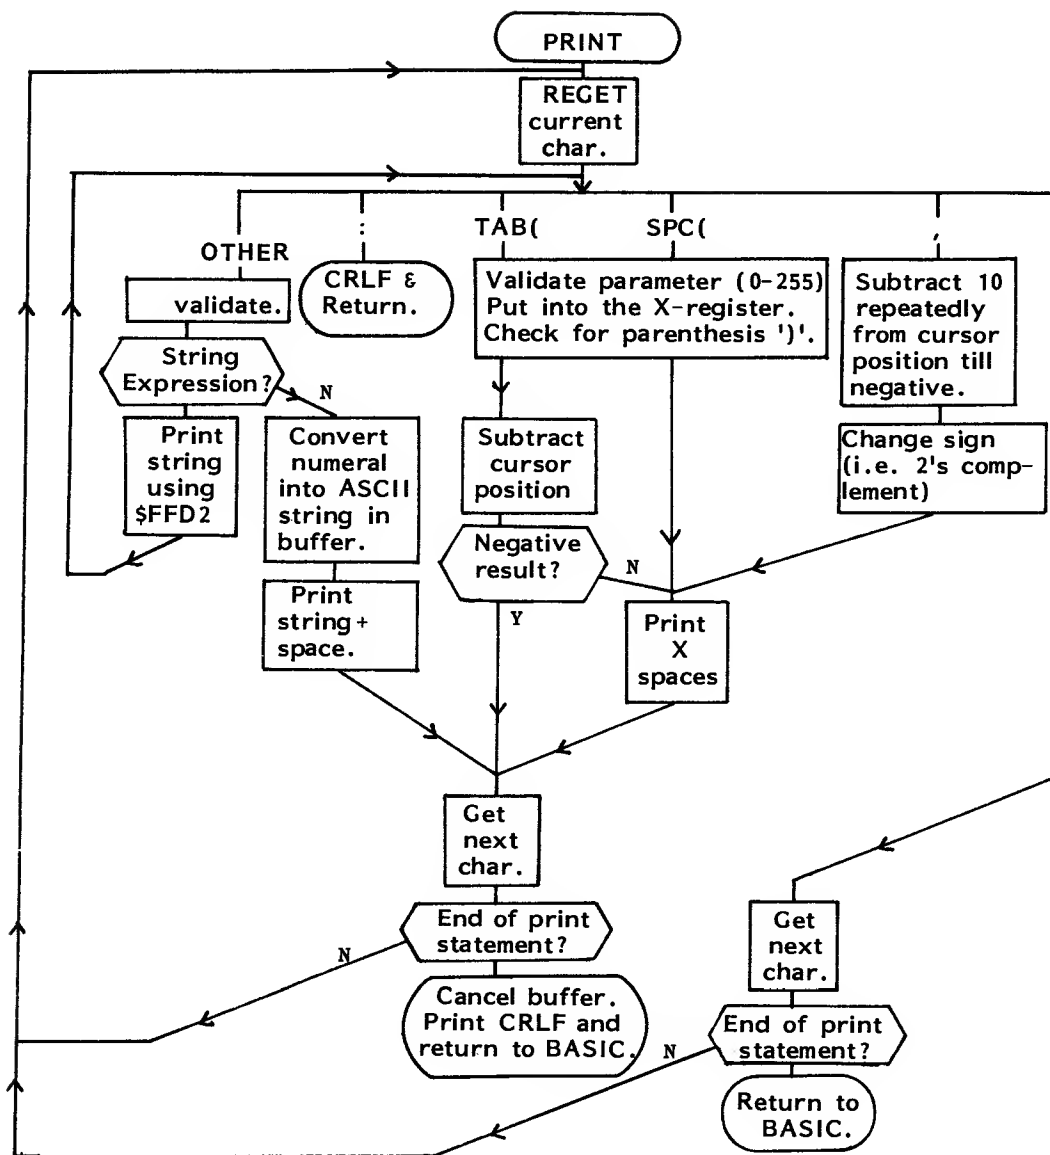 PRINT
REGET
current
char.
OTHER
:
TAB(
SPC(
,
validate.
CRLF &
Return.
Validate parameter (0-255)
Put into the X-register.
Check for parenthesis ')'.
Subtract 10
repeatedly
from cursor
position till
negative.
String
Expression?
N
Print
string
using
$FFD2
Convert
numeral
into ASCII
string in
buffer.
Subtract
cursor
position
Change sign
(i.e. 2's comp-
lement)
Negative
result?
N
Y
Print
string+
space.
Print
X
spaces
Get
next
char.
End of print
statement?
N
Cancel buffer.
Print CRLF and
return to BASIC.
Get
next
char.
End of print
statement?
N
Return to
BASIC.